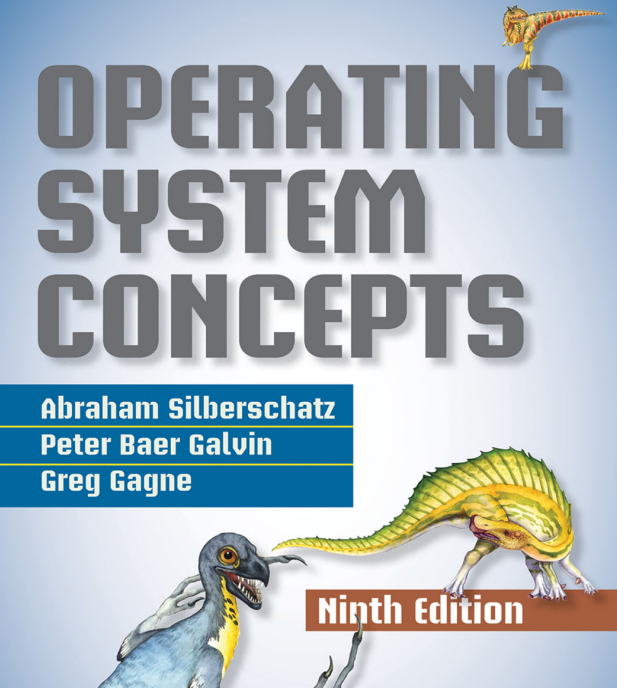 OPERATING
SYSTEM
CONCEPTS
Abraham Silberschatz
Peter Baer Galvin
Greg Gagne
Ninth Edition